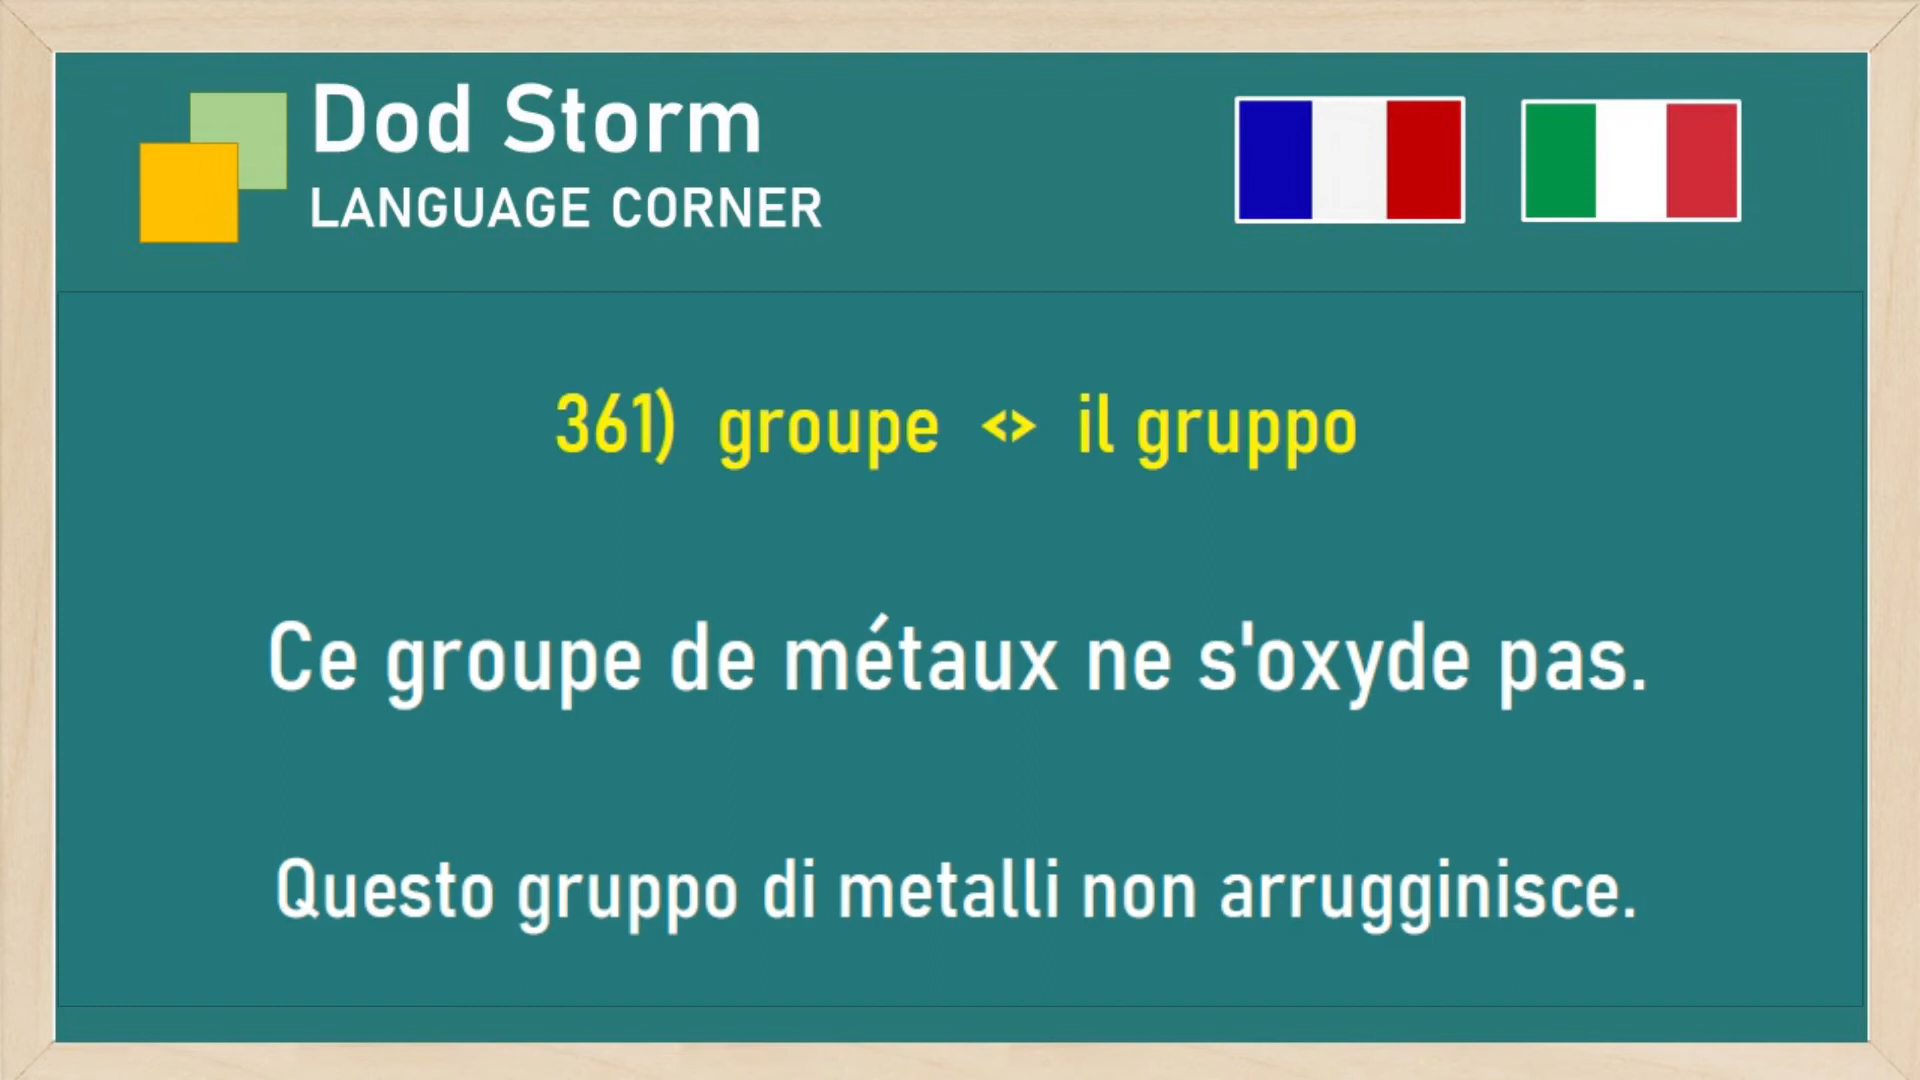 Dod Storm
LANGUAGE CORNER
361) groupe <> il gruppo
Ce groupe de métaux ne s'oxyde pas.
Questo gruppo di metalli non arrugginisce.